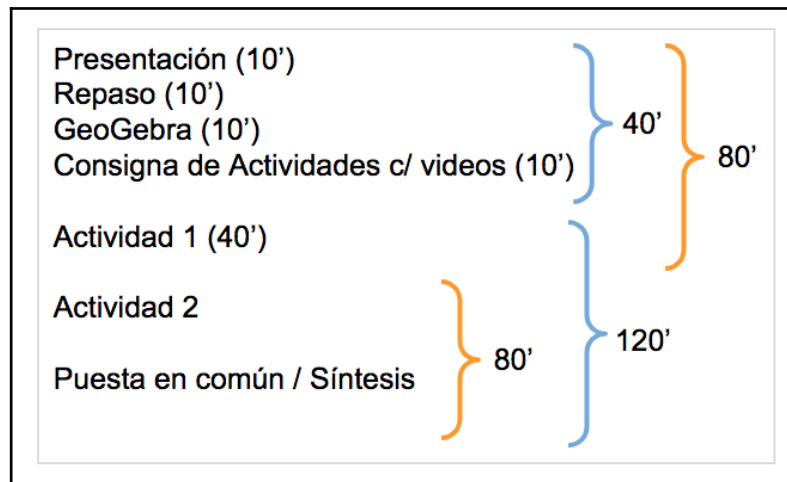 Presentación (10’)
Repaso (10’)
GeoGebra (10’)
40’
Consigna de Actividades c/ videos (10’)
80’
Actividad 1 (40’)
Actividad 2
120’
80’
Puesta en común / Síntesis